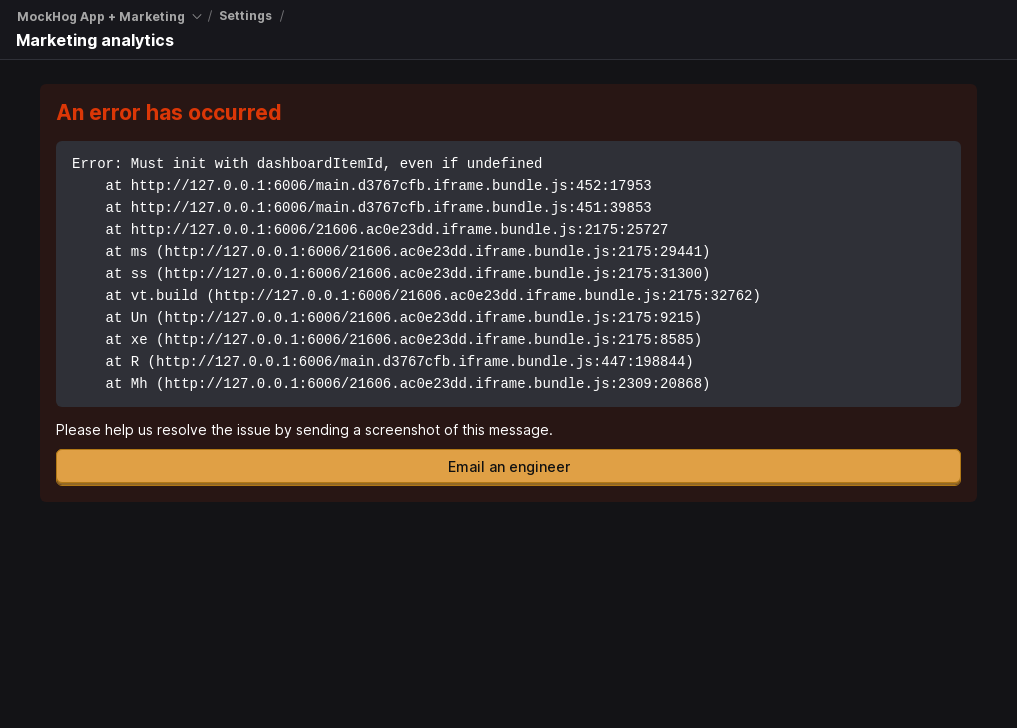 MockHog App + Marketing / Settings /
Marketing analytics
An error has occurred
Error: Must init with dashboardItemId, even if undefined
    at http://127.0.0.1:6006/main.d3767cfb.iframe.bundle.js:452:17953
    at http://127.0.0.1:6006/main.d3767cfb.iframe.bundle.js:451:39853
    at http://127.0.0.1:6006/21606.ac0e23dd.iframe.bundle.js:2175:25727
    at ms (http://127.0.0.1:6006/21606.ac0e23dd.iframe.bundle.js:2175:29441)
    at ss (http://127.0.0.1:6006/21606.ac0e23dd.iframe.bundle.js:2175:31300)
    at vt.build (http://127.0.0.1:6006/21606.ac0e23dd.iframe.bundle.js:2175:32762)
    at Un (http://127.0.0.1:6006/21606.ac0e23dd.iframe.bundle.js:2175:9215)
    at xe (http://127.0.0.1:6006/21606.ac0e23dd.iframe.bundle.js:2175:8585)
    at R (http://127.0.0.1:6006/main.d3767cfb.iframe.bundle.js:447:198844)
    at Mh (http://127.0.0.1:6006/21606.ac0e23dd.iframe.bundle.js:2309:20868)
Please help us resolve the issue by sending a screenshot of this message.
Email an engineer